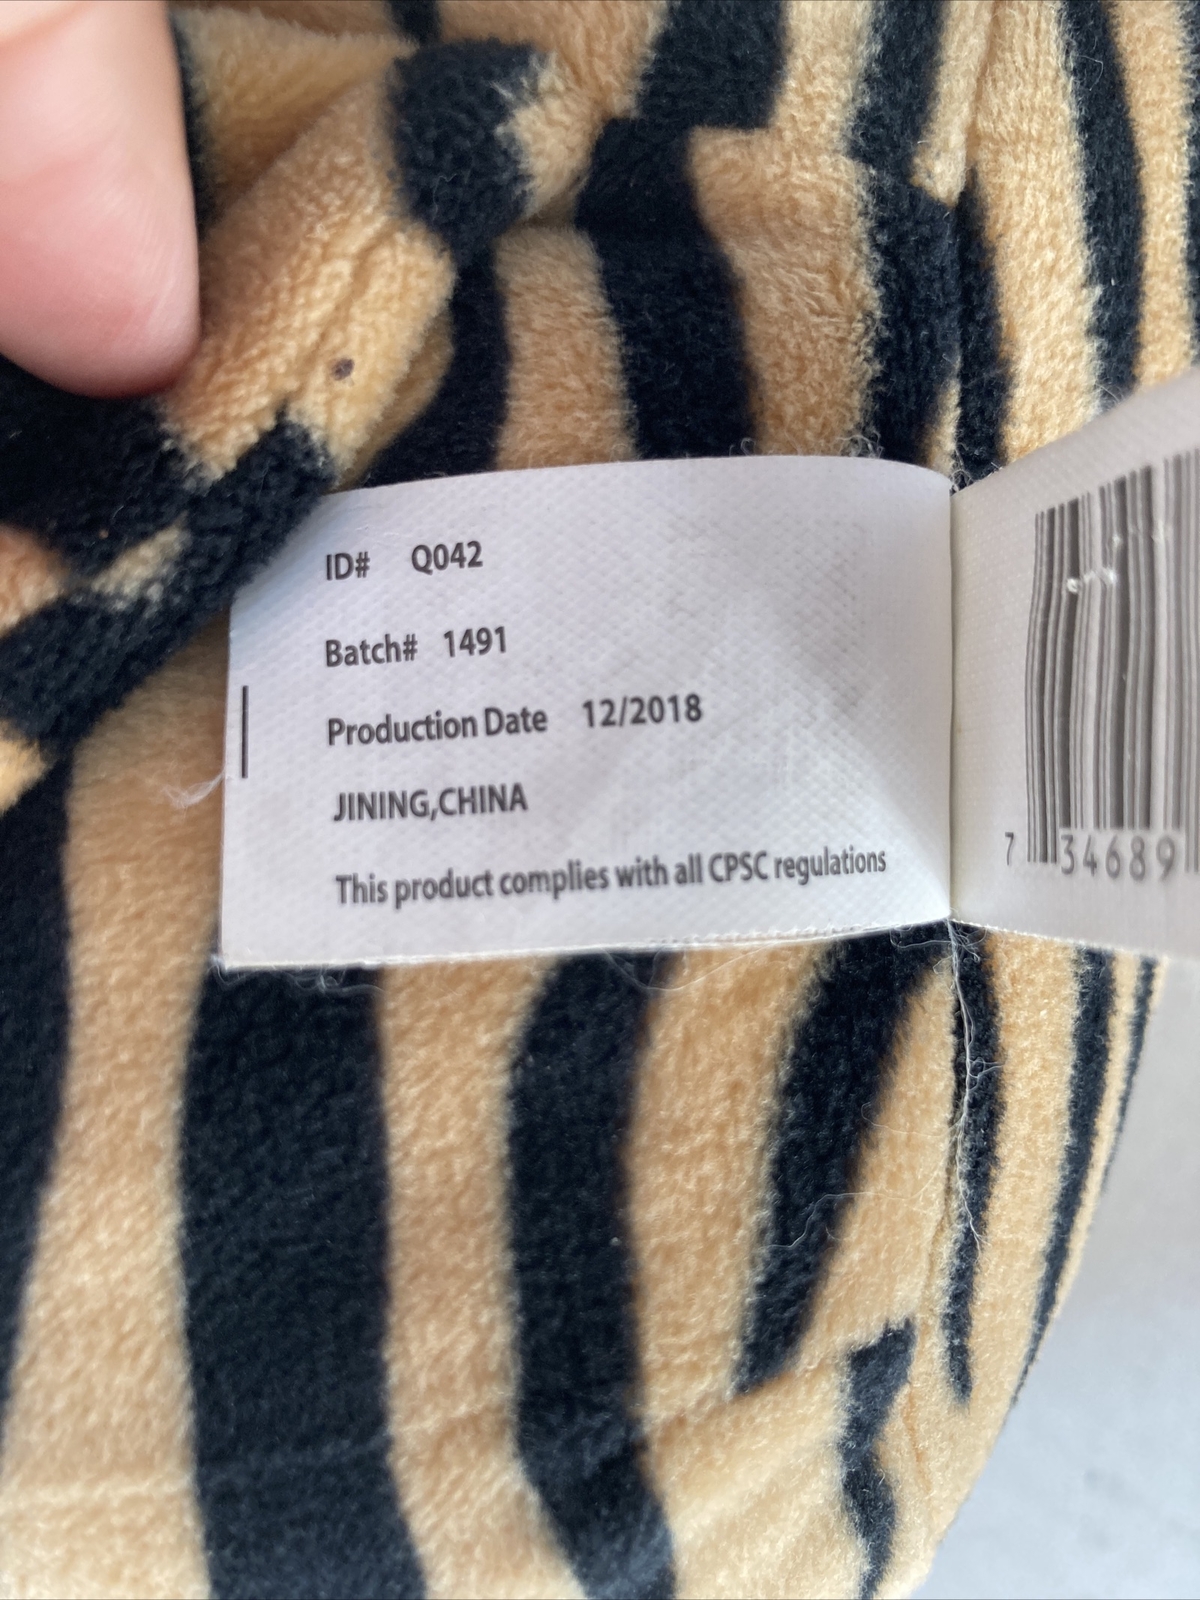 ID# Q042
Batch# 1491
Production Date 12/2018
JINING,CHINA
This product complies with all CPSC regulations
7 34689